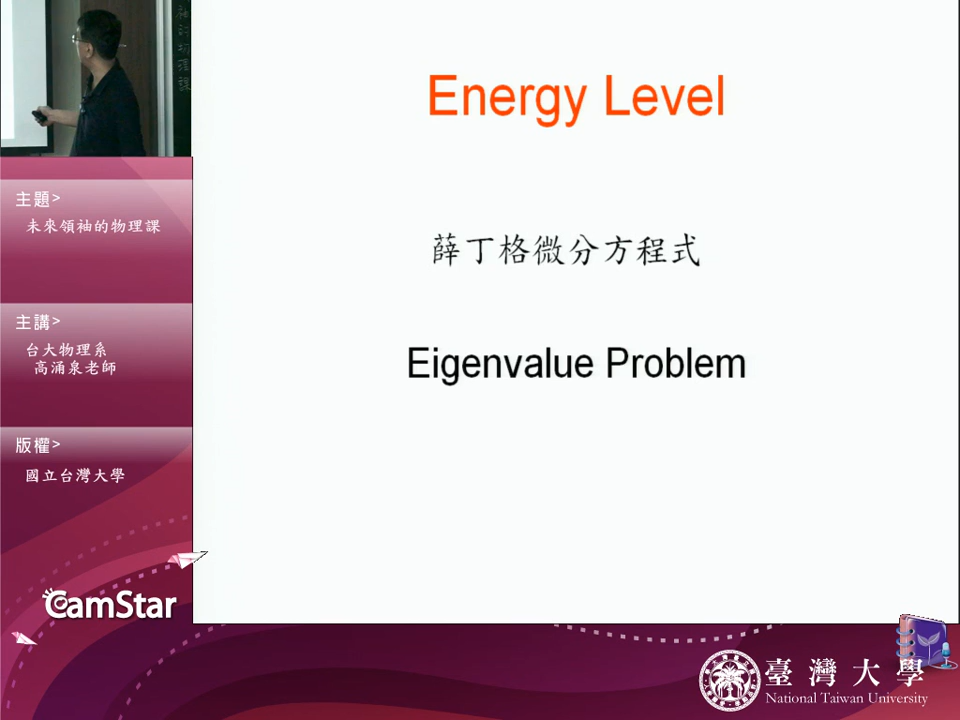 主題>
未來領袖的物理課
主講>
台大物理系
高涌泉老師
版權>
國立台灣大學
CamStar
Energy Level
薛丁格微分方程式
Eigenvalue Problem
臺灣大學
National Taiwan University